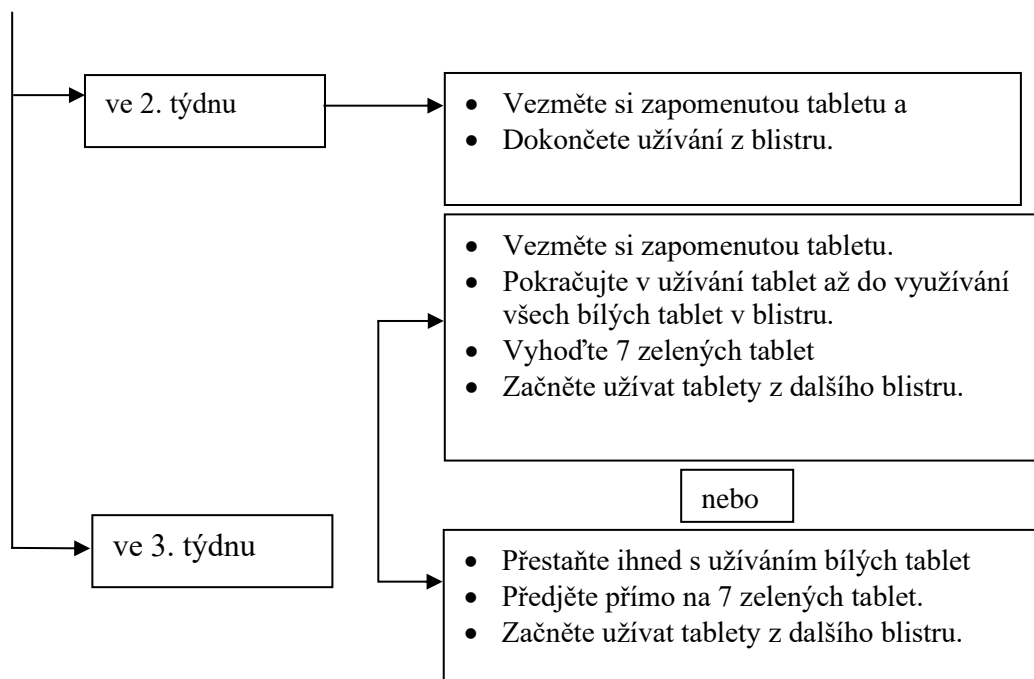 ve 2. týdnu
• Vezměte si zapomenutou tabletu a
• Dokončete užívání z blistru.
• Vezměte si zapomenutou tabletu.
• Pokračujte v užívání tablet až do využívání
všech bílých tablet v blistru.
• Vyhoďte 7 zelených tablet
• Začněte užívat tablety z dalšího blistru.
nebo
ve 3. týdnu
• Přestaňte ihned s užíváním bílých tablet
• Předjěte přímo na 7 zelených tablet.
• Začněte užívat tablety z dalšího blistru.